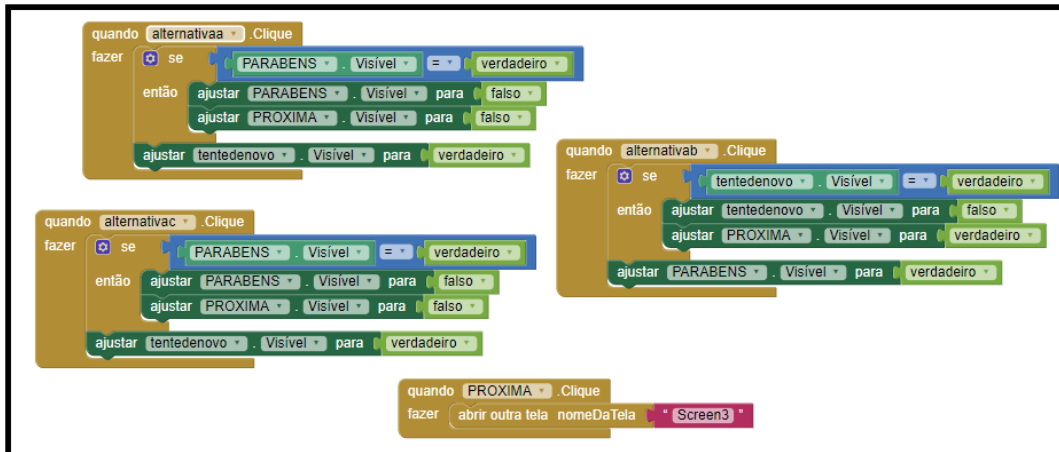 quando alternativaa .Clique
fazer se PARABENS . Visível = verdadeiro
então ajustar PARABENS . Visível para falso
ajustar PROXIMA . Visível para falso
ajustar tentedenovo . Visível para verdadeiro
quando alternativab .Clique
fazer se tentedenovo . Visível = verdadeiro
então ajustar tentedenovo . Visível para falso
ajustar PROXIMA . Visível para verdadeiro
ajustar PARABENS . Visível para verdadeiro
quando alternativac .Clique
fazer se PARABENS . Visível = verdadeiro
então ajustar PARABENS . Visível para falso
ajustar PROXIMA . Visível para falso
ajustar tentedenovo . Visível para verdadeiro
quando PROXIMA .Clique
fazer abrir outra tela nomeDaTela " Screen3 "